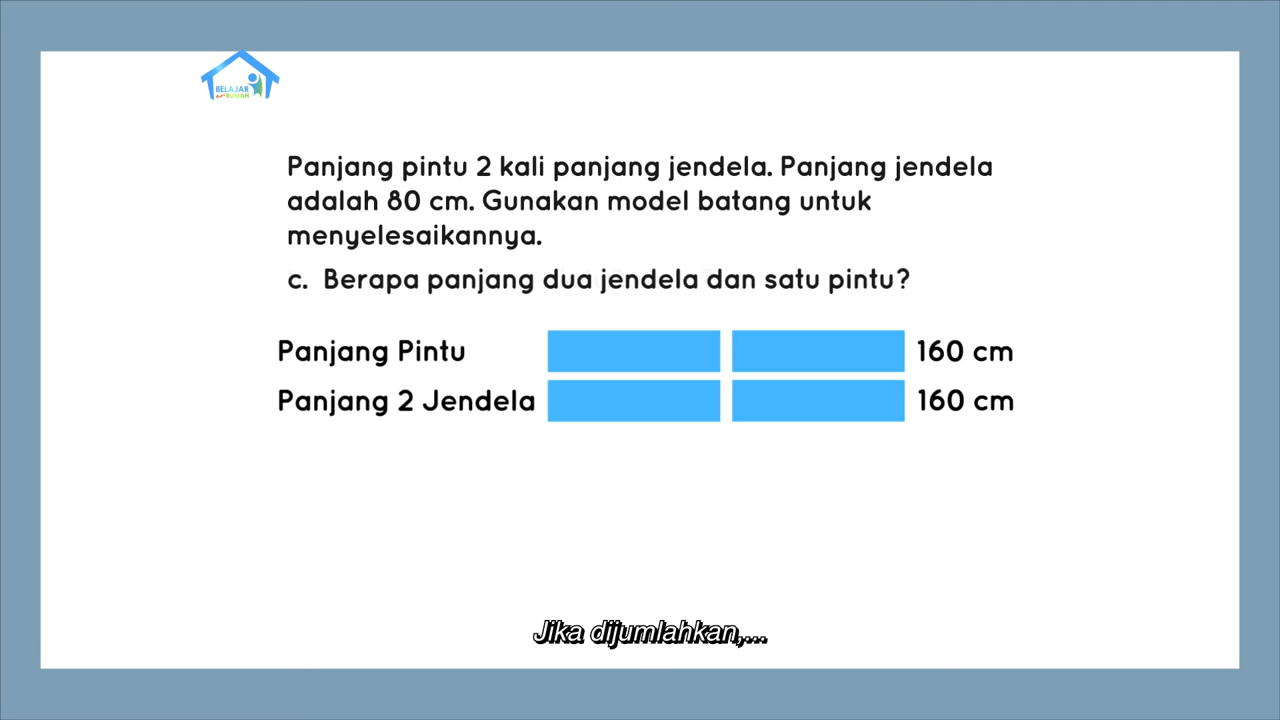 BELAJAR
dari RUMAH
Panjang pintu 2 kali panjang jendela. Panjang jendela
adalah 80 cm. Gunakan model batang untuk
menyelesaikannya.
c. Berapa panjang dua jendela dan satu pintu?
Panjang Pintu 160 cm
Panjang 2 Jendela 160 cm
Jika dijumlahkan,...